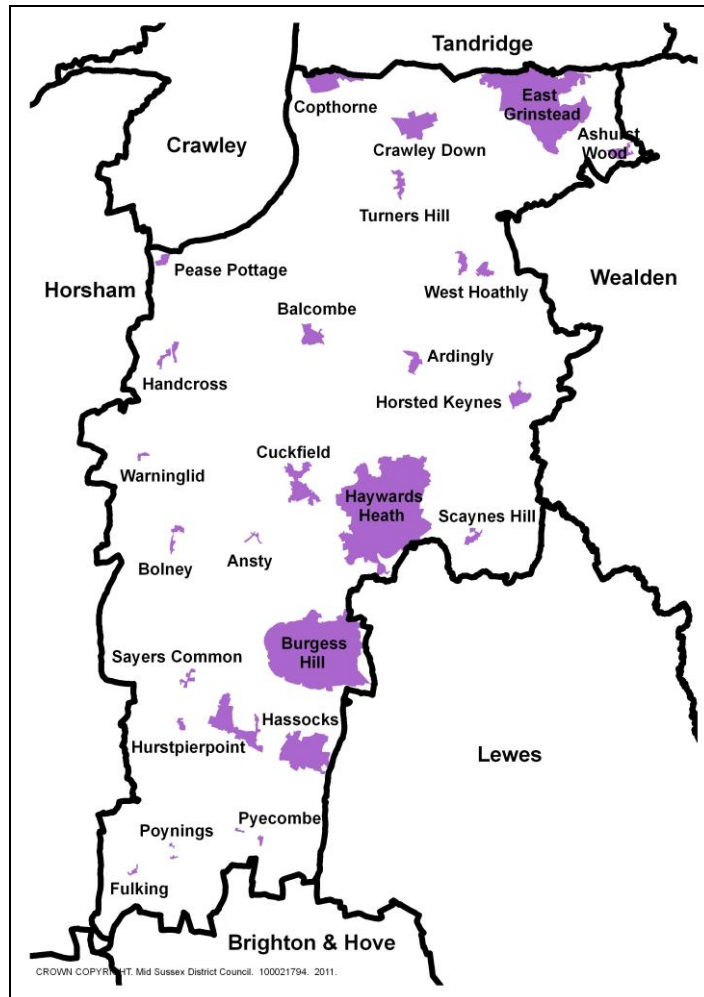 Tandridge
Copthorne
East
Grinstead
Crawley
Crawley Down
Ashurst
Wood
Turners Hill
Horsham
Pease Pottage
West Hoathly
Wealden
Balcombe
Ardingly
Handcross
Horsted Keynes
Cuckfield
Warninglid
Haywards
Heath
Scaynes Hill
Bolney
Ansty
Burgess
Hill
Sayers Common
Hassocks
Hurstpierpoint
Lewes
Poynings
Pyecombe
Fulking
Brighton & Hove
CROWN COPYRIGHT. Mid Sussex District Council. 100021794. 2011.